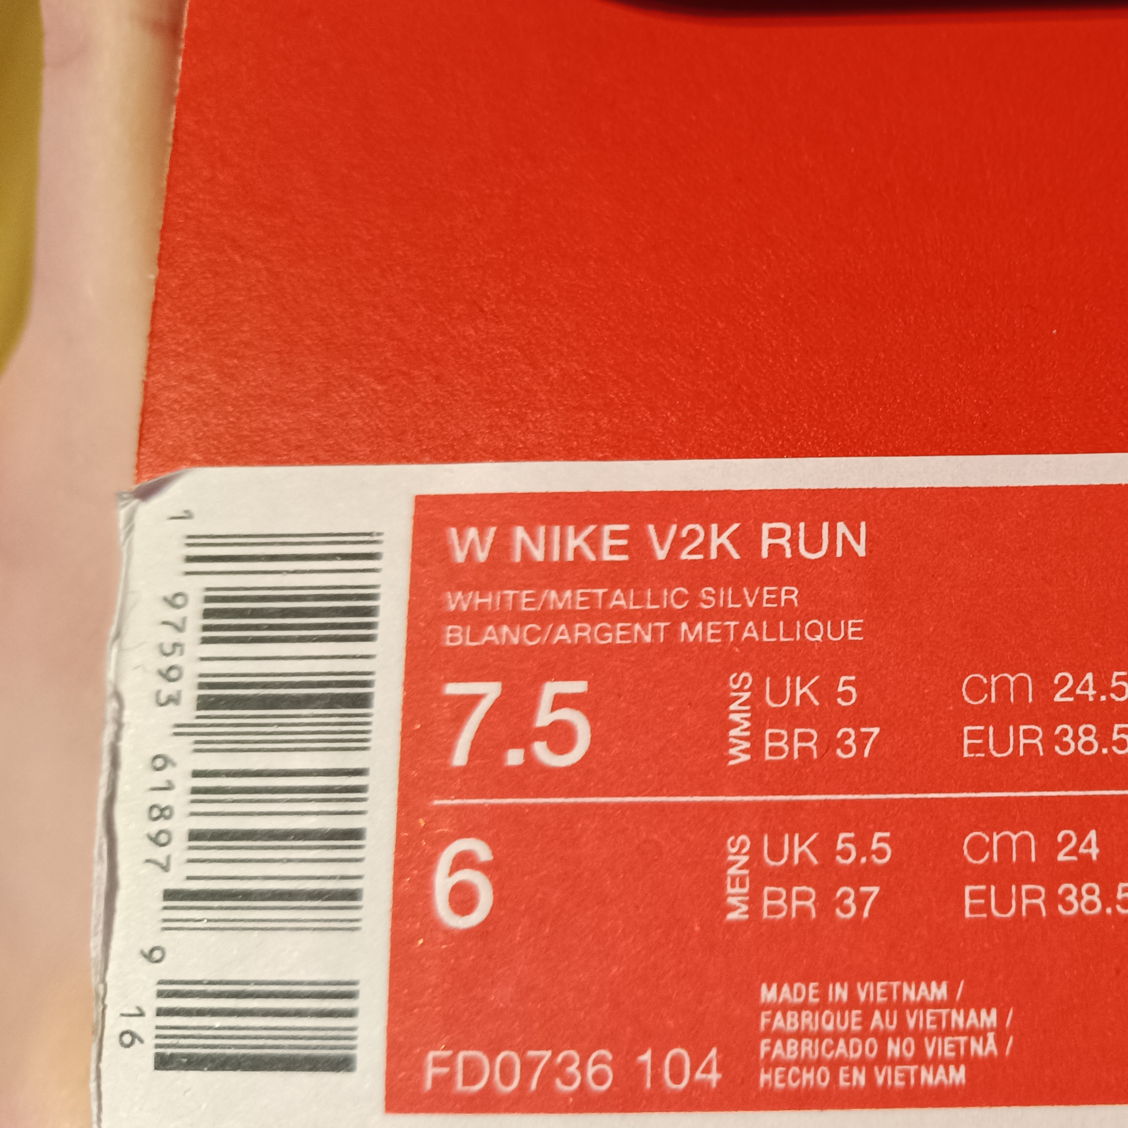 W NIKE V2K RUN
WHITE/METALLIC SILVER
BLANC/ARGENT METALLIQUE
7.5 WMNS UK 5 cm 24.5
BR 37 EUR 38.5
6 MENS UK 5.5 cm 24
BR 37 EUR 38.5
MADE IN VIETNAM /
FABRIQUE AU VIETNAM /
FABRICADO NO VIETNÃ /
HECHO EN VIETNAM
FD0736 104
1 97593 61897 9 16